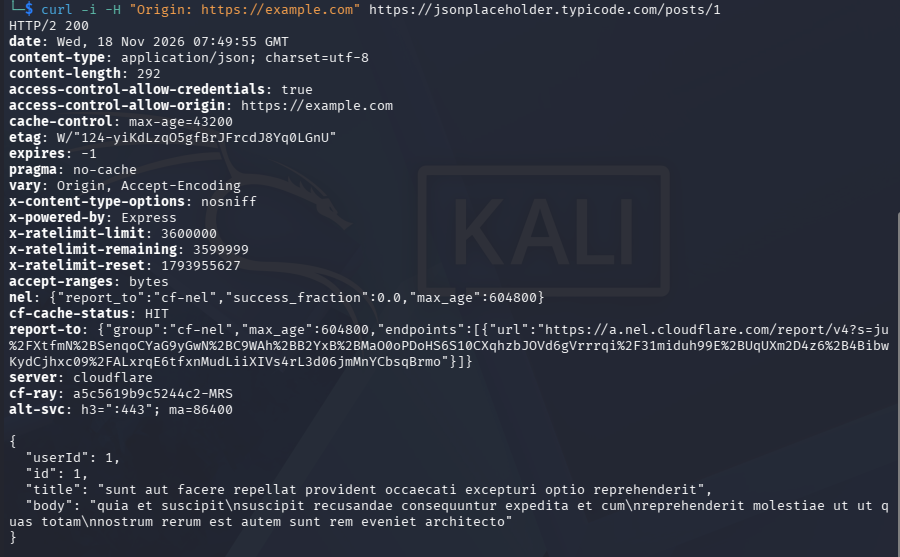 └─$ curl -i -H "Origin: https://example.com" https://jsonplaceholder.typicode.com/posts/1
HTTP/2 200
date: Wed, 18 Nov 2026 07:49:55 GMT
content-type: application/json; charset=utf-8
content-length: 292
access-control-allow-credentials: true
access-control-allow-origin: https://example.com
cache-control: max-age=43200
etag: W/"124-yiKdLzqO5gfBrJFrcdJ8Yq0LGnU"
expires: -1
pragma: no-cache
vary: Origin, Accept-Encoding
x-content-type-options: nosniff
x-powered-by: Express
x-ratelimit-limit: 3600000
x-ratelimit-remaining: 3599999
x-ratelimit-reset: 1793955627
accept-ranges: bytes
nel: {"report_to":"cf-nel","success_fraction":0.0,"max_age":604800}
cf-cache-status: HIT
report-to: {"group":"cf-nel","max_age":604800,"endpoints":[{"url":"https://a.nel.cloudflare.com/report/v4?s=ju
%2FXtfmN%2BSenqoCYaG9yGwN%2BC9WAh%2BB2YxB%2BMaO0oPDoHS6S10CXqhzbJOVd6gVrrrqi%2F31miduh99E%2BUqUXm2D4z6%2B4Bibw
KydCjhxc09%2FALxrqE6tfxnMudLiiXIVs4rL3d06jmMnYCbsqBrmo"}]}
server: cloudflare
cf-ray: a5c5619b9c5244c2-MRS
alt-svc: h3=":443"; ma=86400
{
  "userId": 1,
  "id": 1,
  "title": "sunt aut facere repellat provident occaecati excepturi optio reprehenderit",
  "body": "quia et suscipit\nsuscipit recusandae consequuntur expedita et cum\nreprehenderit molestiae ut ut q
uas totam\nnostrum rerum est autem sunt rem eveniet architecto"
}
KALI